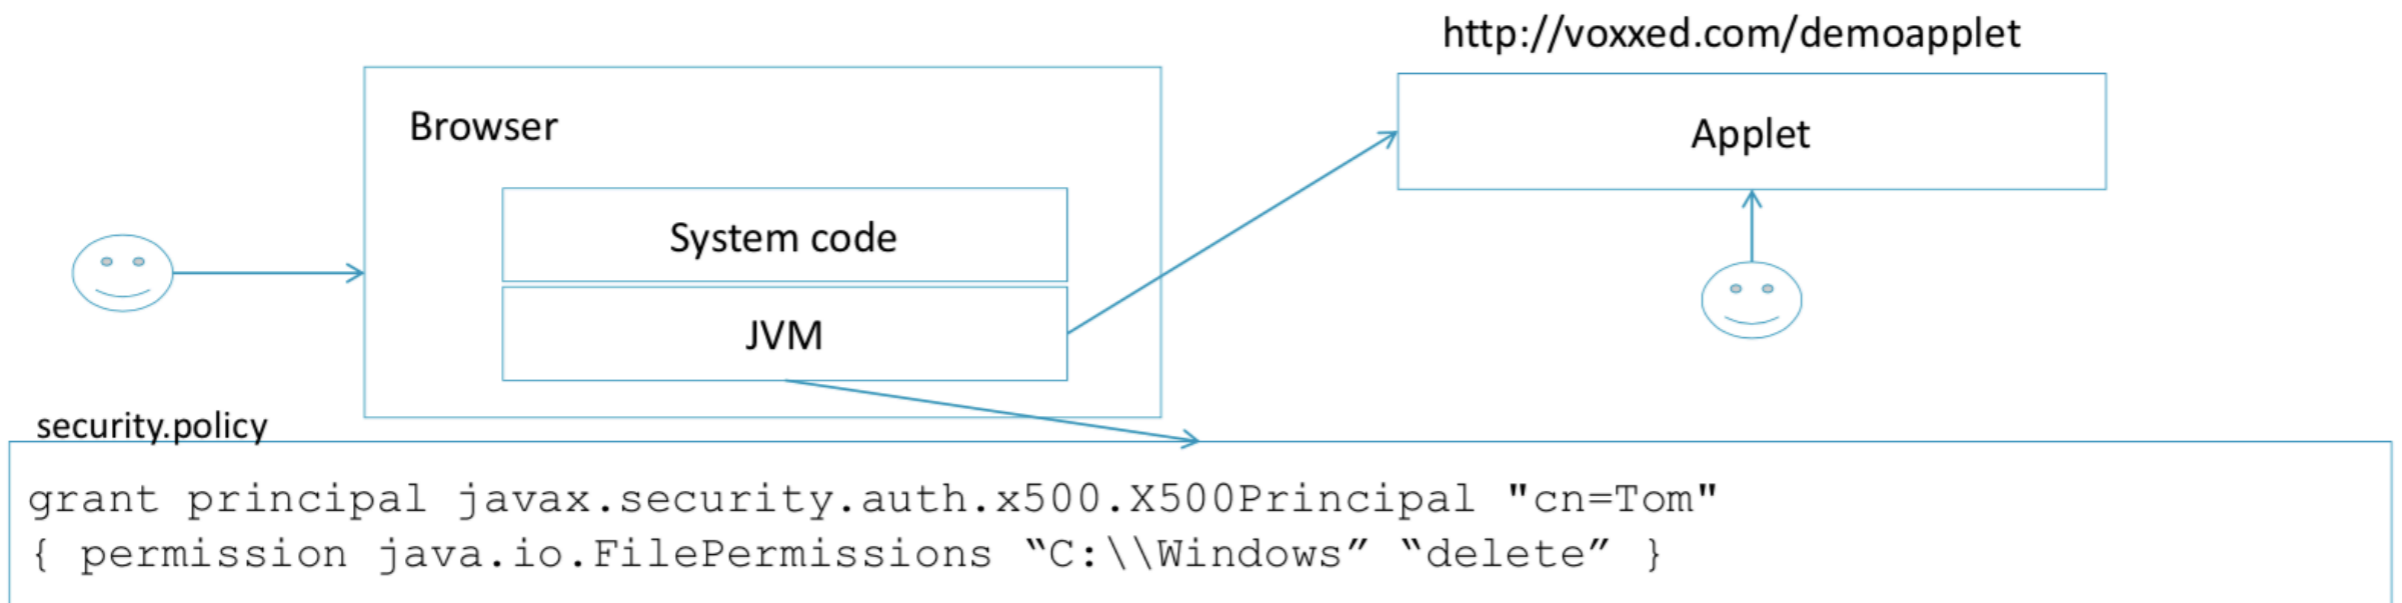 http://voxxed.com/demoapplet
Browser
Applet
System code
JVM
security.policy
grant principal javax.security.auth.x500.X500Principal "cn=Tom"
{ permission java.io.FilePermissions “C:\\Windows” “delete” }